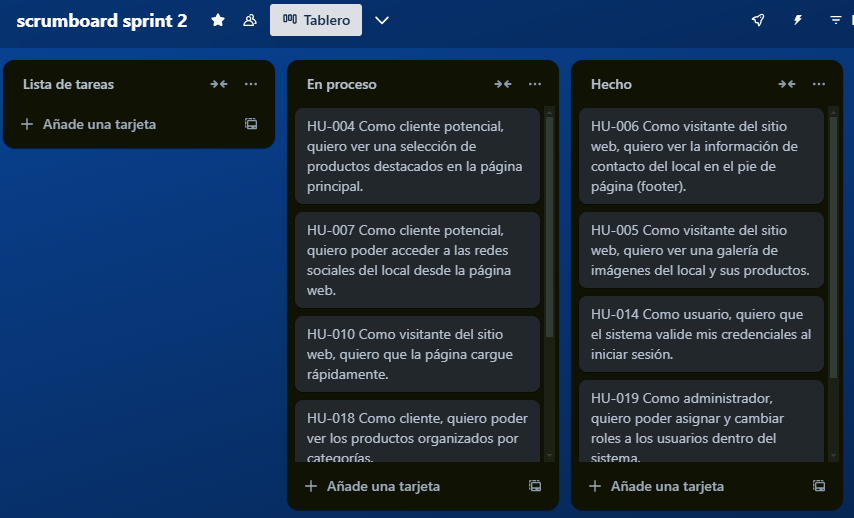 scrumboard sprint 2
Tablero
Lista de tareas
Añade una tarjeta
En proceso
HU-004 Como cliente potencial,
quiero ver una selección de
productos destacados en la página
principal.
HU-007 Como cliente potencial,
quiero poder acceder a las redes
sociales del local desde la página
web.
HU-010 Como visitante del sitio
web, quiero que la página cargue
rápidamente.
HU-018 Como cliente, quiero poder
ver los productos organizados por
categorías.
Añade una tarjeta
Hecho
HU-006 Como visitante del sitio
web, quiero ver la información de
contacto del local en el pie de
página (footer).
HU-005 Como visitante del sitio
web, quiero ver una galería de
imágenes del local y sus productos.
HU-014 Como usuario, quiero que
el sistema valide mis credenciales al
iniciar sesión.
HU-019 Como administrador,
quiero poder asignar y cambiar
roles a los usuarios dentro del
sistema.
Añade una tarjeta